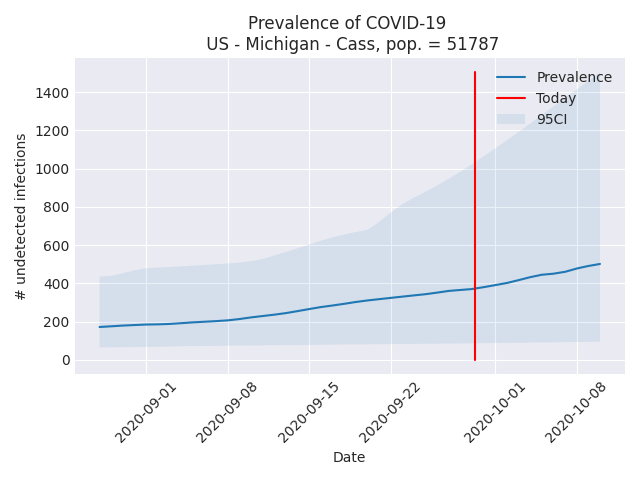 Prevalence of COVID-19
US - Michigan - Cass, pop. = 51787
Prevalence
Today
95CI
1400
1200
1000
800
600
400
200
0
# undetected infections
2020-09-01
2020-09-08
2020-09-15
2020-09-22
2020-10-01
2020-10-08
Date